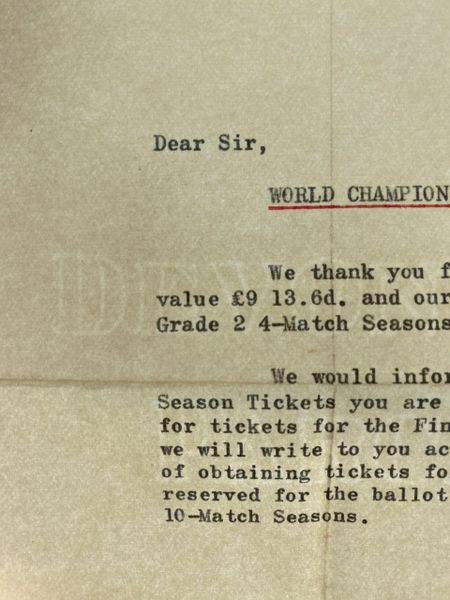 Dear Sir,
WORLD CHAMPION
We thank you f
value £9 13.6d. and our
Grade 2 4-Match Seasons
We would infor
Season Tickets you are
for tickets for the Fin
we will write to you ac
of obtaining tickets fo
reserved for the ballot
10-Match Seasons.